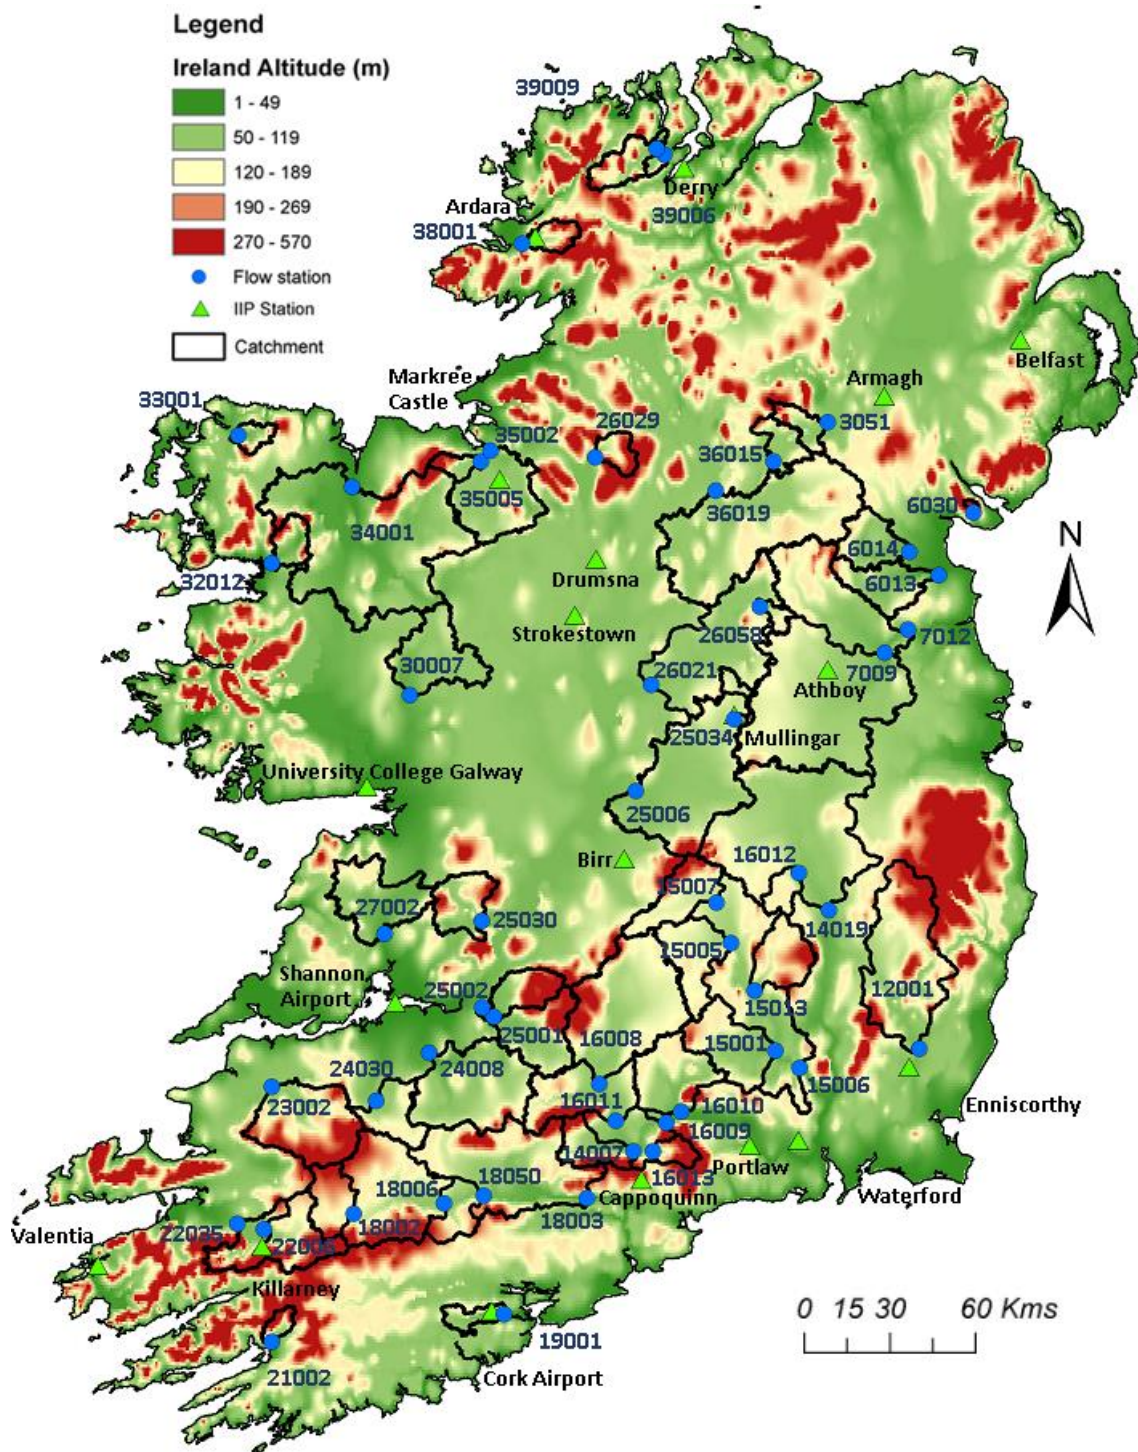 Legend
Ireland Altitude (m)
1 - 49
50 - 119
120 - 189
190 - 269
270 - 570
Flow station
IIP Station
Catchment
39009
Derry
39006
Ardara
38001
Belfast
Armagh
Markree
Castle
33001
35002
26029
3051
36015
35005
36019
6030
34001
6014
N
32012
Drumsna
6013
Strokestown
26058
7012
30007
26021
7009
Athboy
25034
Mullingar
University College Galway
25006
Birr
16012
15007
27002
25030
14019
15005
Shannon
Airport
25002
12001
15013
25001
16008
15001
24030
24008
15006
23002
16011
16010
Enniscorthy
16009
14007
Portlaw
16013
18050
18006
Cappoquinn
Waterford
18003
18002
Valentia
22035
22006
Killarney
0 15 30 60 Kms
19001
21002
Cork Airport